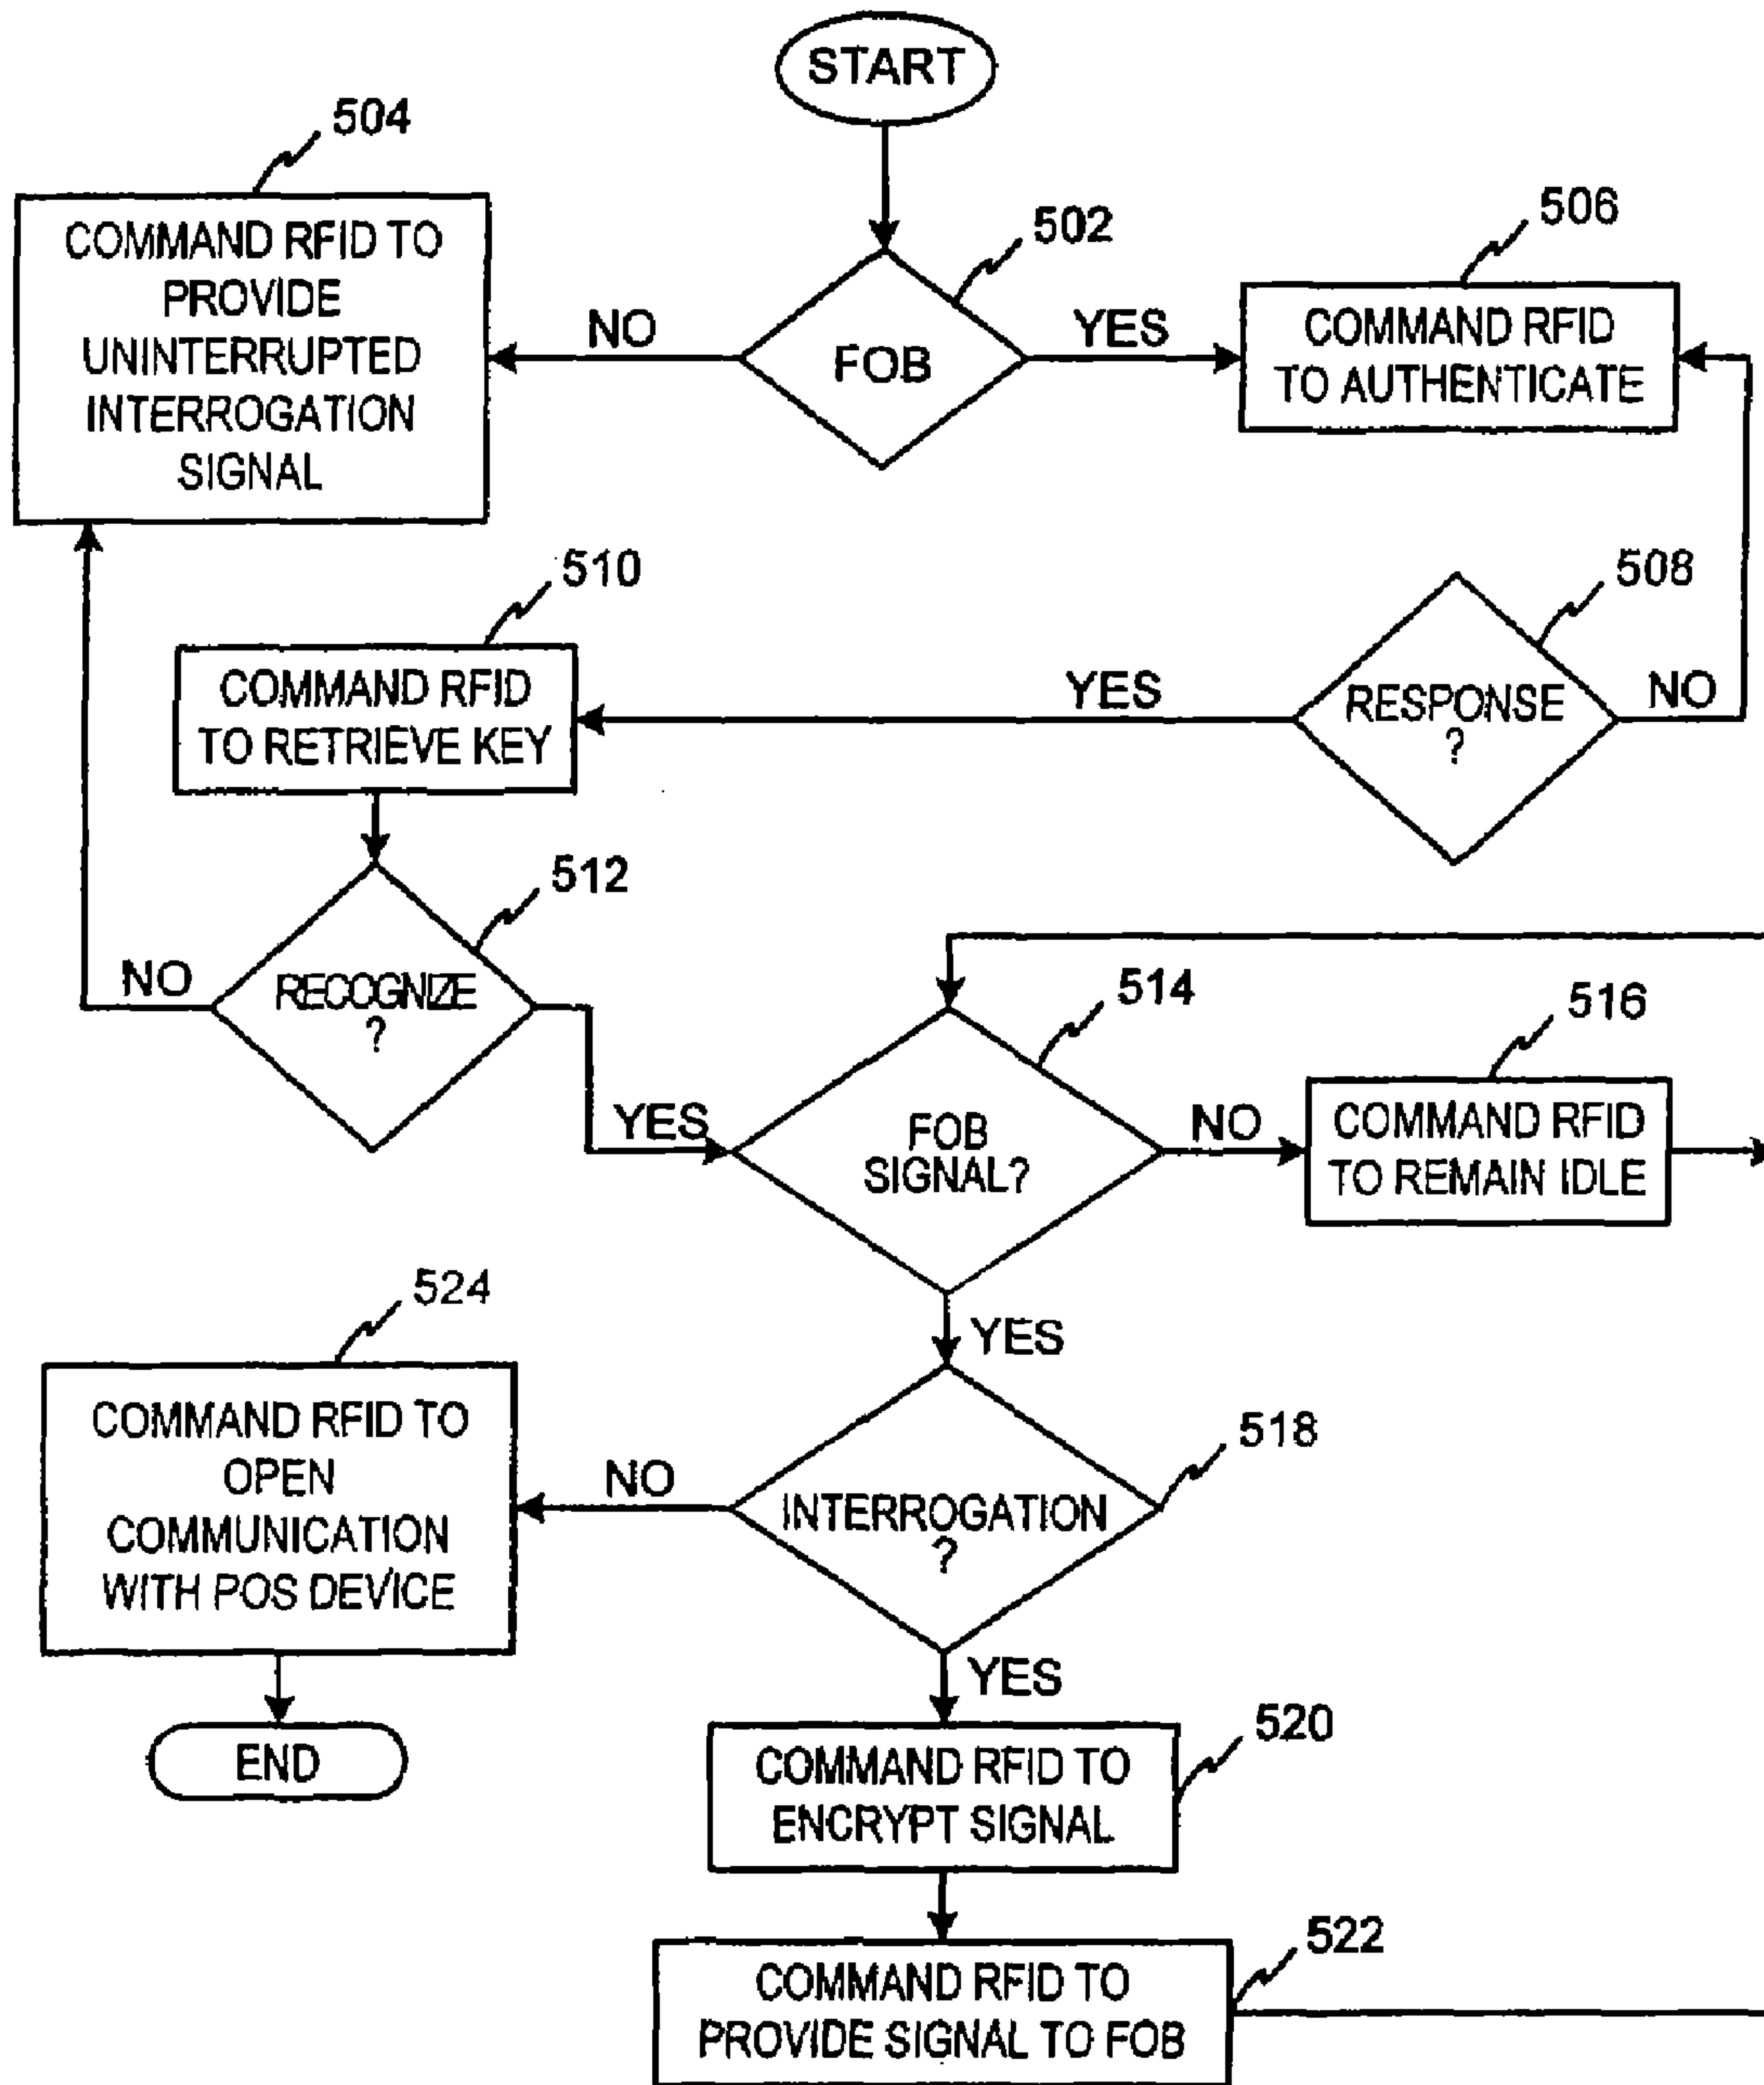 START
504
COMMAND RFID TO
PROVIDE
UNINTERRUPTED
INTERROGATION
SIGNAL
502
FOB
NO
YES
506
COMMAND RFID
TO AUTHENTICATE
508
RESPONSE
?
NO
YES
510
COMMAND RFID
TO RETRIEVE KEY
512
RECOGNIZE
?
NO
YES
514
FOB
SIGNAL?
NO
516
COMMAND RFID
TO REMAIN IDLE
YES
518
INTERROGATION
?
NO
524
COMMAND RFID TO
OPEN
COMMUNICATION
WITH POS DEVICE
END
YES
520
COMMAND RFID TO
ENCRYPT SIGNAL
522
COMMAND RFID TO
PROVIDE SIGNAL TO FOB